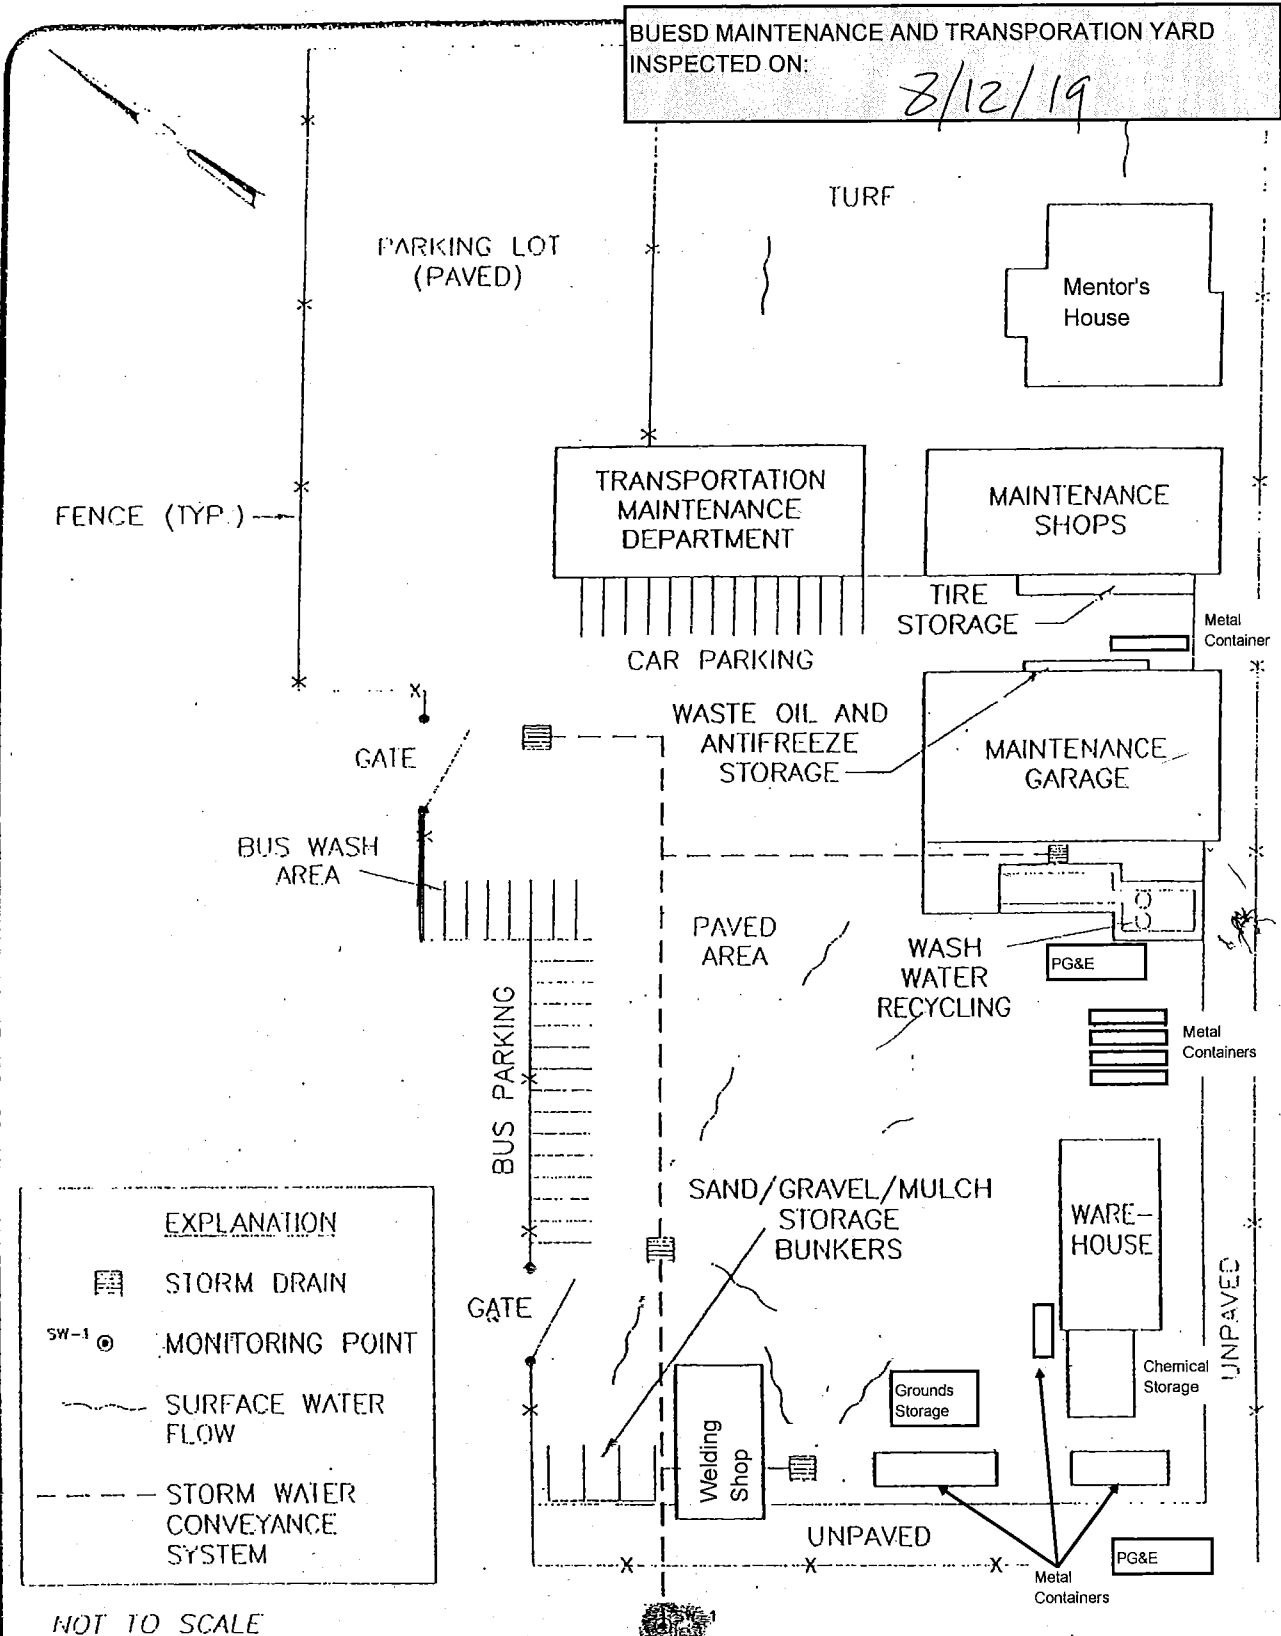 BUESD MAINTENANCE AND TRANSPORATION YARD
INSPECTED ON:
8/12/19
TURF
PARKING LOT
(PAVED)
Mentor's
House
TRANSPORTATION
MAINTENANCE
DEPARTMENT
MAINTENANCE
SHOPS
FENCE (TYP.)
TIRE
STORAGE
Metal
Container
CAR PARKING
WASTE OIL AND
ANTIFREEZE
STORAGE
MAINTENANCE
GARAGE
GATE
BUS WASH
AREA
PAVED
AREA
WASH
WATER
RECYCLING
PG&E
Metal
Containers
BUS PARKING
SAND/GRAVEL/MULCH
STORAGE
BUNKERS
WARE-
HOUSE
UNPAVED
GATE
Chemical
Storage
Grounds
Storage
Welding
Shop
UNPAVED
PG&E
Metal
Containers
EXPLANATION
STORM DRAIN
SW-1
MONITORING POINT
SURFACE WATER
FLOW
STORM WATER
CONVEYANCE
SYSTEM
NOT TO SCALE